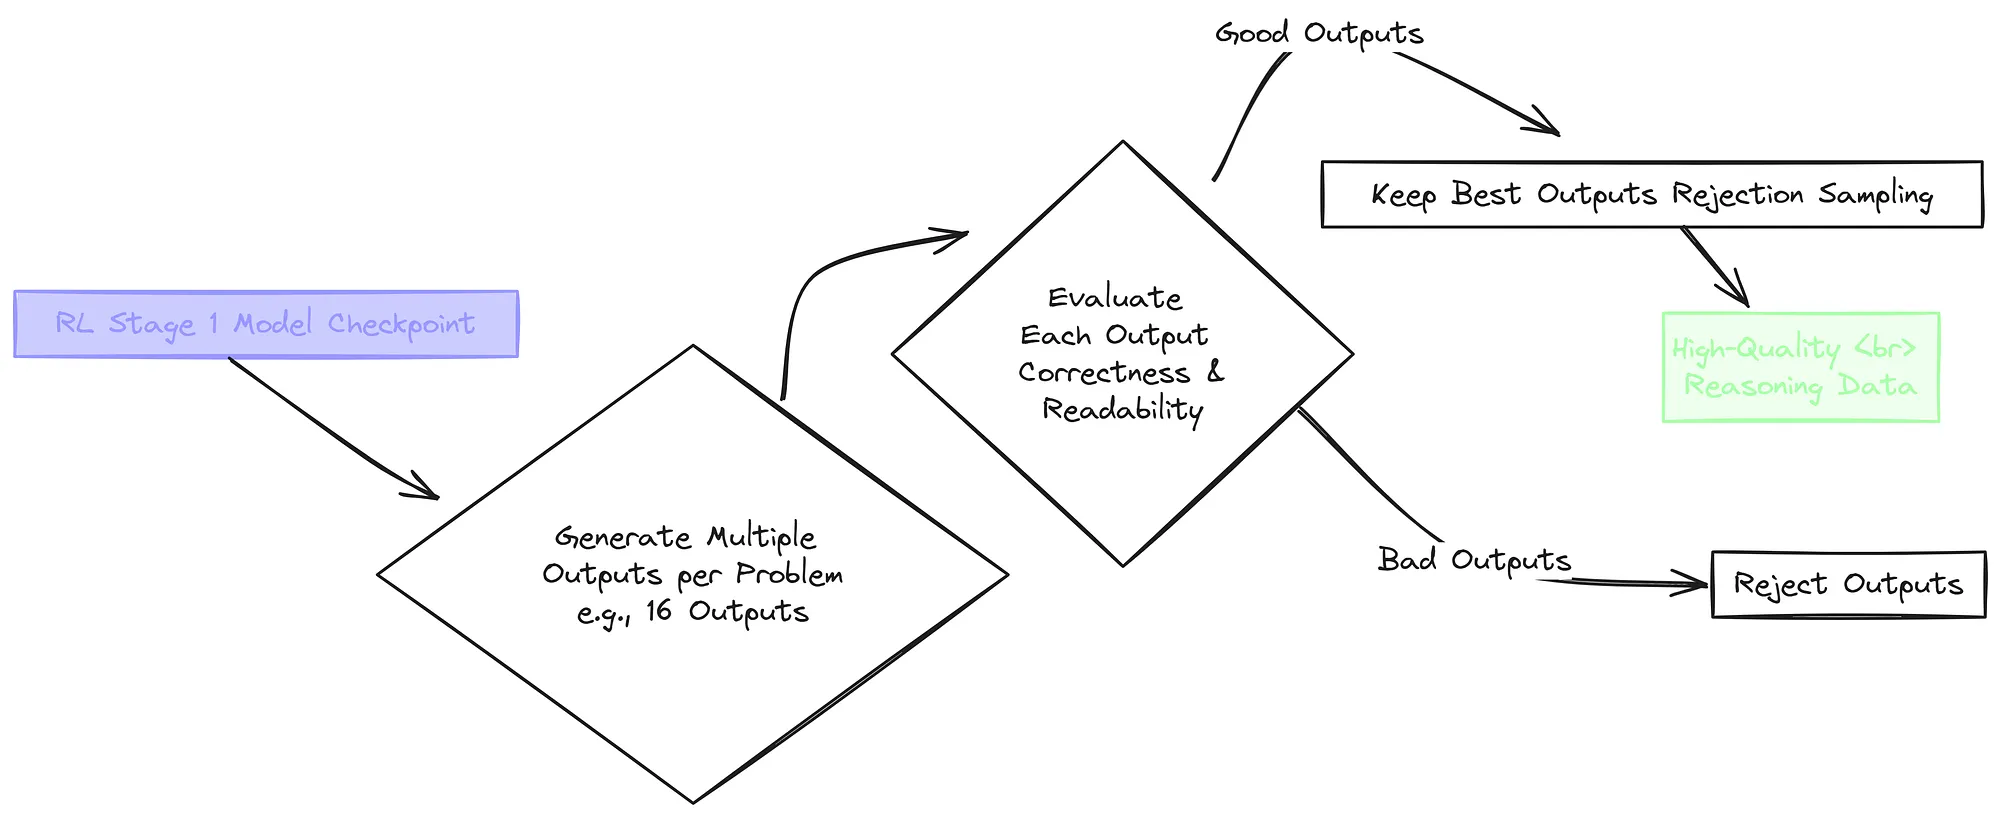 RL Stage 1 Model Checkpoint
Generate Multiple
Outputs per Problem
e.g., 16 Outputs
Evaluate
Each Output
Correctness &
Readability
Good Outputs
Keep Best Outputs Rejection Sampling
High-Quality <br>
Reasoning Data
Bad Outputs
Reject Outputs